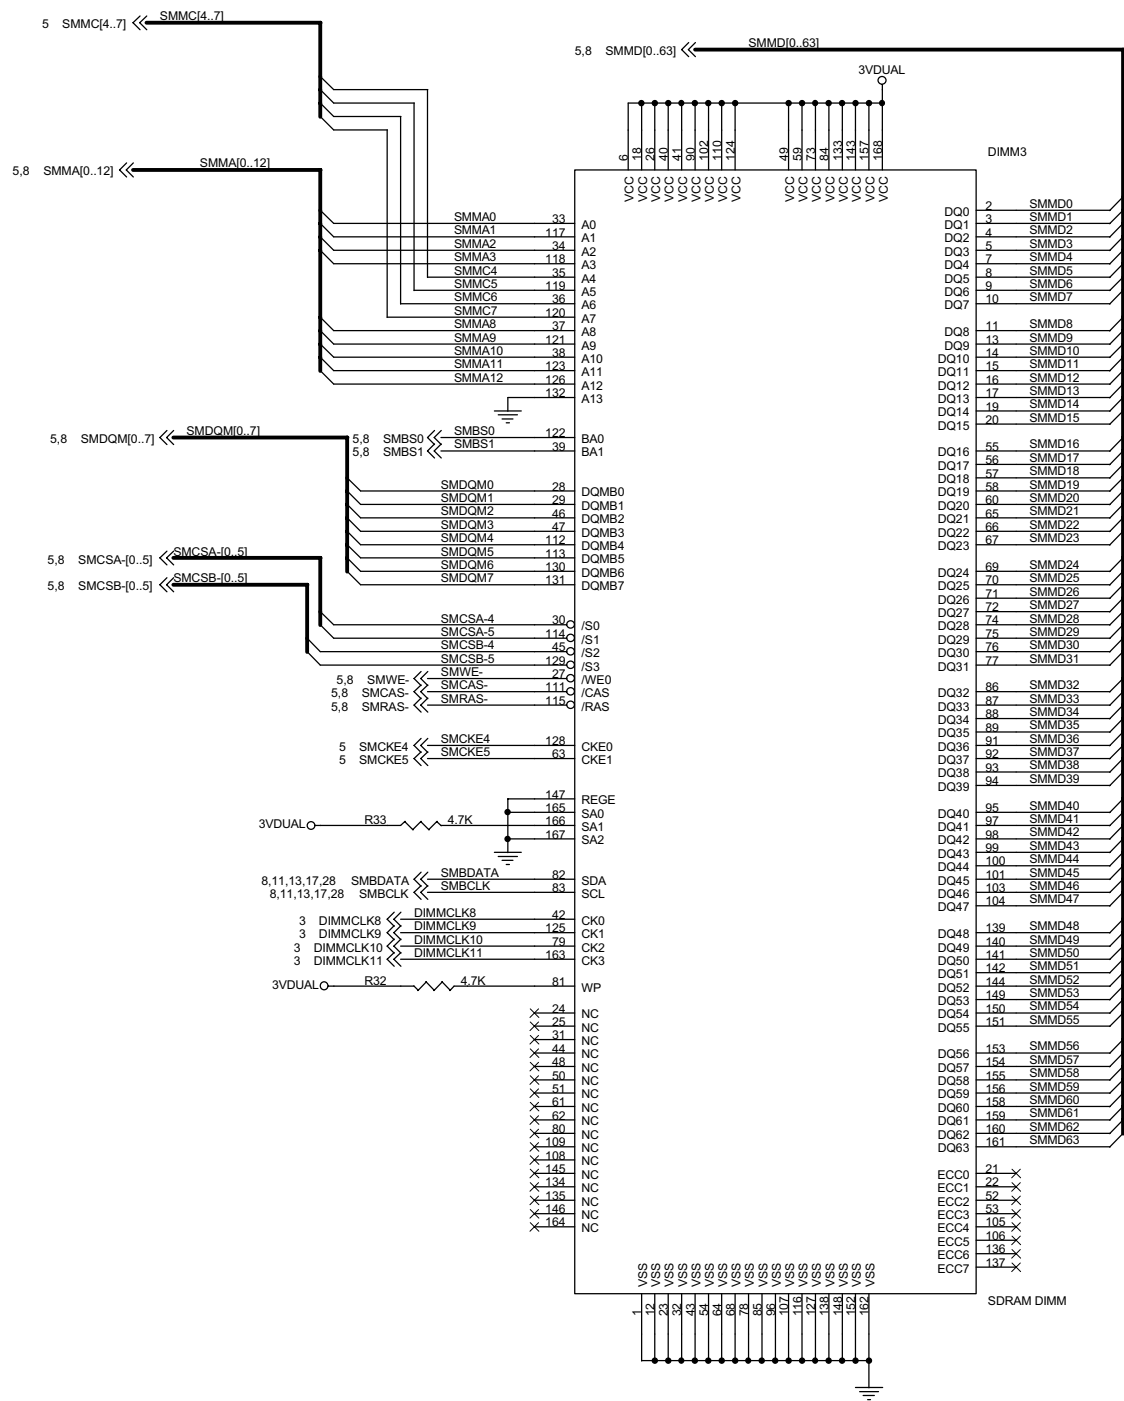 5 SMMC[4..7] SMMC[4..7]
5,8 SMMD[0..63] SMMD[0..63]
3VDUAL
6 18 26 40 41 90 102 110 124 49 59 73 84 133 143 157 168
DIMM3
5,8 SMMA[0..12] SMMA[0..12]
VCC VCC VCC VCC VCC VCC VCC VCC VCC VCC VCC VCC VCC VCC VCC VCC VCC
SMMA0 33 A0
SMMA1 117 A1
SMMA2 34 A2
SMMA3 118 A3
SMMC4 35 A4
SMMC5 119 A5
SMMC6 36 A6
SMMC7 120 A7
SMMA8 37 A8
SMMA9 121 A9
SMMA10 38 A10
SMMA11 123 A11
SMMA12 126 A12
132 A13
5,8 SMDQM[0..7] SMDQM[0..7]
5,8 SMBS0 SMBS0 122 BA0
5,8 SMBS1 SMBS1 39 BA1
SMDQM0 28 DQMB0
SMDQM1 29 DQMB1
SMDQM2 46 DQMB2
SMDQM3 47 DQMB3
SMDQM4 112 DQMB4
SMDQM5 113 DQMB5
SMDQM6 130 DQMB6
SMDQM7 131 DQMB7
5,8 SMCSA-[0..5] SMCSA-[0..5]
5,8 SMCSB-[0..5] SMCSB-[0..5]
SMCSA-4 30 /S0
SMCSA-5 114 /S1
SMCSB-4 45 /S2
SMCSB-5 129 /S3
5,8 SMWE- SMWE- 27 /WE0
5,8 SMCAS- SMCAS- 111 /CAS
5,8 SMRAS- SMRAS- 115 /RAS
5 SMCKE4 SMCKE4 128 CKE0
5 SMCKE5 SMCKE5 63 CKE1
147 REGE
165 SA0
3VDUAL R33 4.7K 166 SA1
167 SA2
8,11,13,17,28 SMBDATA SMBDATA 82 SDA
8,11,13,17,28 SMBCLK SMBCLK 83 SCL
3 DIMMCLK8 DIMMCLK8 42 CK0
3 DIMMCLK9 DIMMCLK9 125 CK1
3 DIMMCLK10 DIMMCLK10 79 CK2
3 DIMMCLK11 DIMMCLK11 163 CK3
3VDUAL R32 4.7K 81 WP
24 NC
25 NC
31 NC
44 NC
48 NC
50 NC
51 NC
61 NC
62 NC
80 NC
109 NC
108 NC
145 NC
134 NC
135 NC
146 NC
164 NC
DQ0 2 SMMD0
DQ1 3 SMMD1
DQ2 4 SMMD2
DQ3 5 SMMD3
DQ4 7 SMMD4
DQ5 8 SMMD5
DQ6 9 SMMD6
DQ7 10 SMMD7
DQ8 11 SMMD8
DQ9 13 SMMD9
DQ10 14 SMMD10
DQ11 15 SMMD11
DQ12 16 SMMD12
DQ13 17 SMMD13
DQ14 19 SMMD14
DQ15 20 SMMD15
DQ16 55 SMMD16
DQ17 56 SMMD17
DQ18 57 SMMD18
DQ19 58 SMMD19
DQ20 60 SMMD20
DQ21 65 SMMD21
DQ22 66 SMMD22
DQ23 67 SMMD23
DQ24 69 SMMD24
DQ25 70 SMMD25
DQ26 71 SMMD26
DQ27 72 SMMD27
DQ28 74 SMMD28
DQ29 75 SMMD29
DQ30 76 SMMD30
DQ31 77 SMMD31
DQ32 86 SMMD32
DQ33 87 SMMD33
DQ34 88 SMMD34
DQ35 89 SMMD35
DQ36 91 SMMD36
DQ37 92 SMMD37
DQ38 93 SMMD38
DQ39 94 SMMD39
DQ40 95 SMMD40
DQ41 97 SMMD41
DQ42 98 SMMD42
DQ43 99 SMMD43
DQ44 100 SMMD44
DQ45 101 SMMD45
DQ46 103 SMMD46
DQ47 104 SMMD47
DQ48 139 SMMD48
DQ49 140 SMMD49
DQ50 141 SMMD50
DQ51 142 SMMD51
DQ52 144 SMMD52
DQ53 149 SMMD53
DQ54 150 SMMD54
DQ55 151 SMMD55
DQ56 153 SMMD56
DQ57 154 SMMD57
DQ58 155 SMMD58
DQ59 156 SMMD59
DQ60 158 SMMD60
DQ61 159 SMMD61
DQ62 160 SMMD62
DQ63 161 SMMD63
ECC0 21
ECC1 22
ECC2 52
ECC3 53
ECC4 105
ECC5 106
ECC6 136
ECC7 137
VSS VSS VSS VSS VSS VSS VSS VSS VSS VSS VSS VSS VSS VSS VSS VSS VSS VSS
SDRAM DIMM
1 12 23 32 43 54 64 68 78 85 96 107 116 127 138 148 152 162